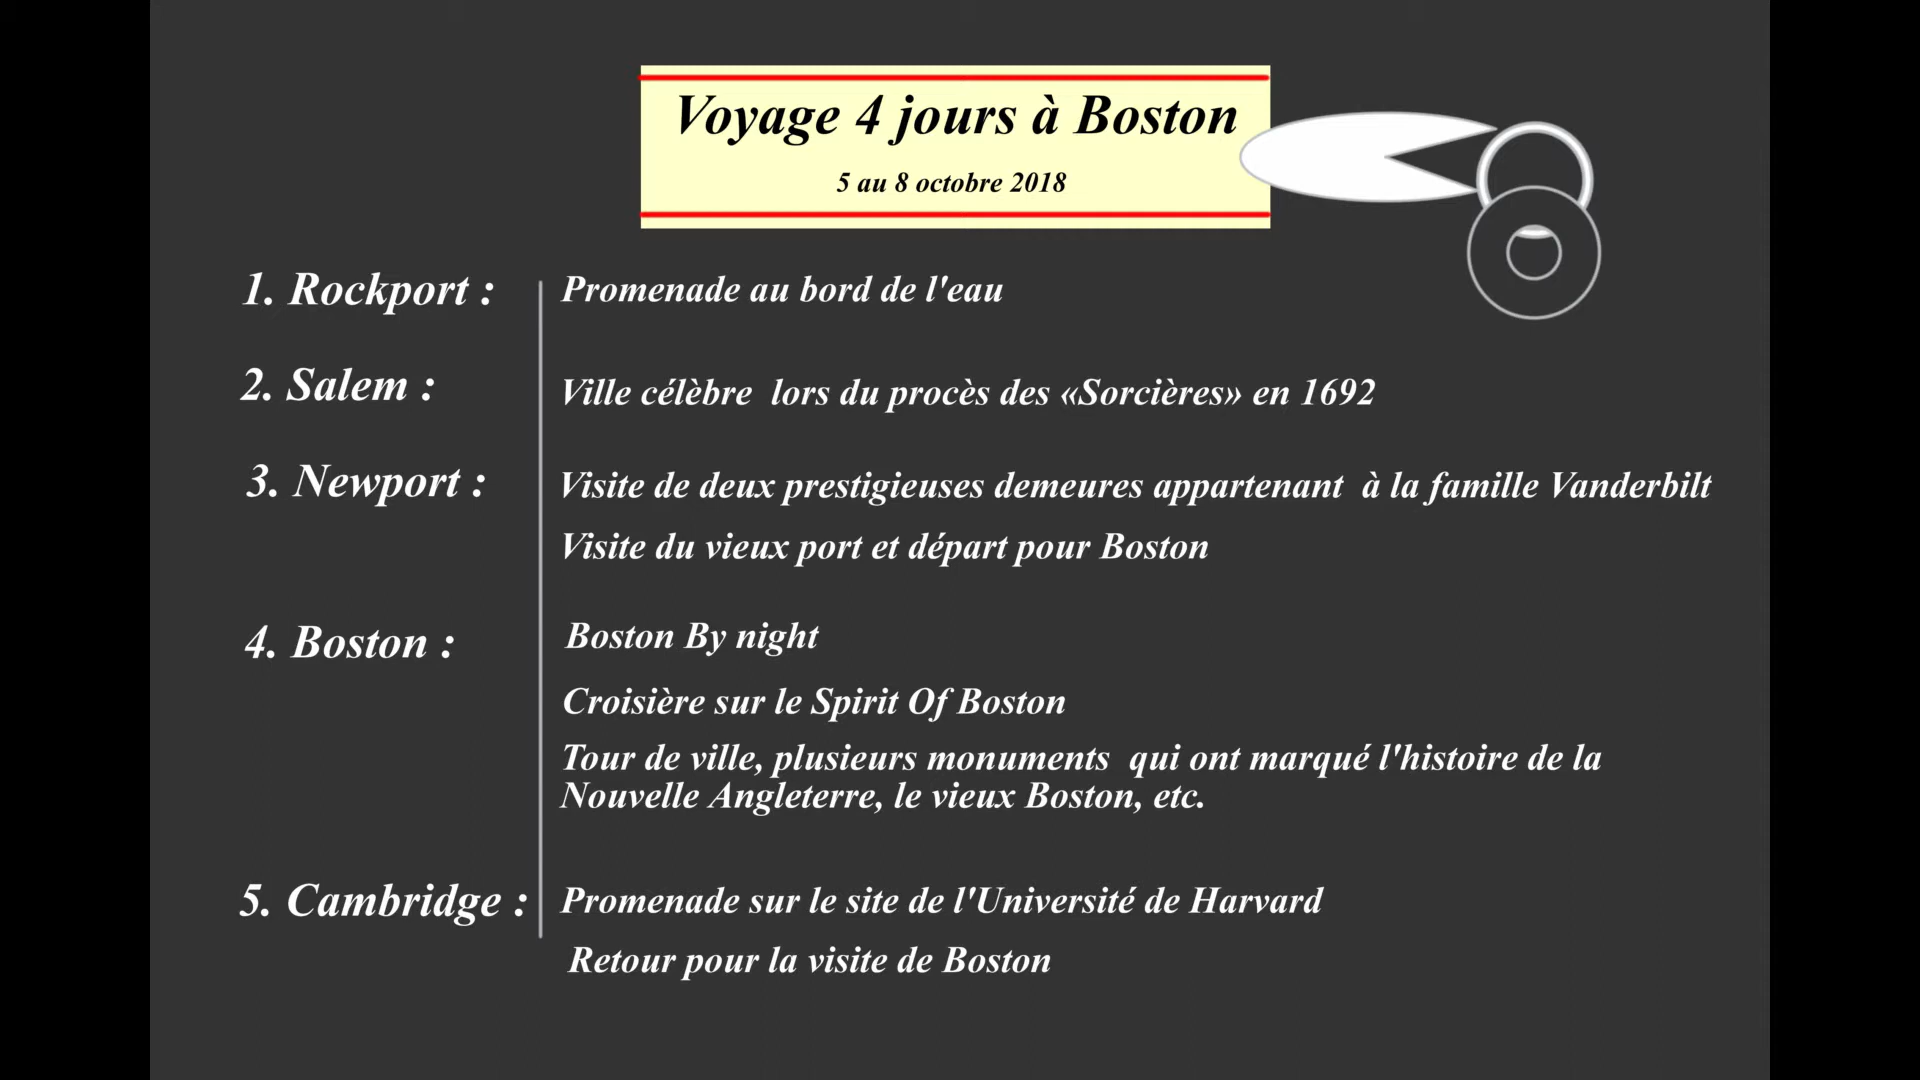 Voyage 4 jours à Boston
5 au 8 octobre 2018
1. Rockport : Promenade au bord de l'eau
2. Salem : Ville célèbre lors du procès des «Sorcières» en 1692
3. Newport : Visite de deux prestigieuses demeures appartenant à la famille Vanderbilt
Visite du vieux port et départ pour Boston
4. Boston : Boston By night
Croisière sur le Spirit Of Boston
Tour de ville, plusieurs monuments qui ont marqué l'histoire de la
Nouvelle Angleterre, le vieux Boston, etc.
5. Cambridge : Promenade sur le site de l'Université de Harvard
Retour pour la visite de Boston